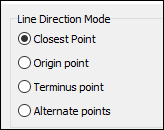 Line Direction Mode
Closest Point
Origin point
Terminus point
Alternate points